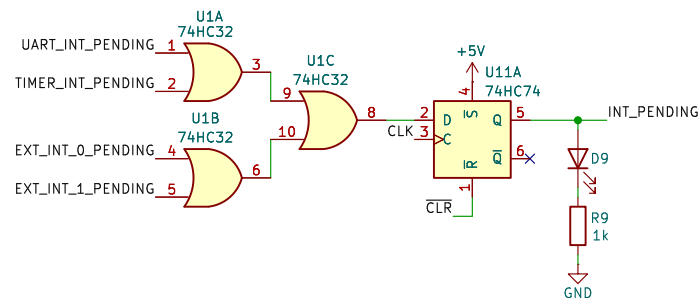 U1A
74HC32
UART_INT_PENDING
1
3
TIMER_INT_PENDING
2
U1B
74HC32
EXT_INT_0_PENDING
4
6
EXT_INT_1_PENDING
5
U1C
74HC32
9
8
10
+5V
U11A
74HC74
4
S
2
D
Q
5
INT_PENDING
CLK
3
C
Q
6
R
1
CLR
D9
R9
1k
GND